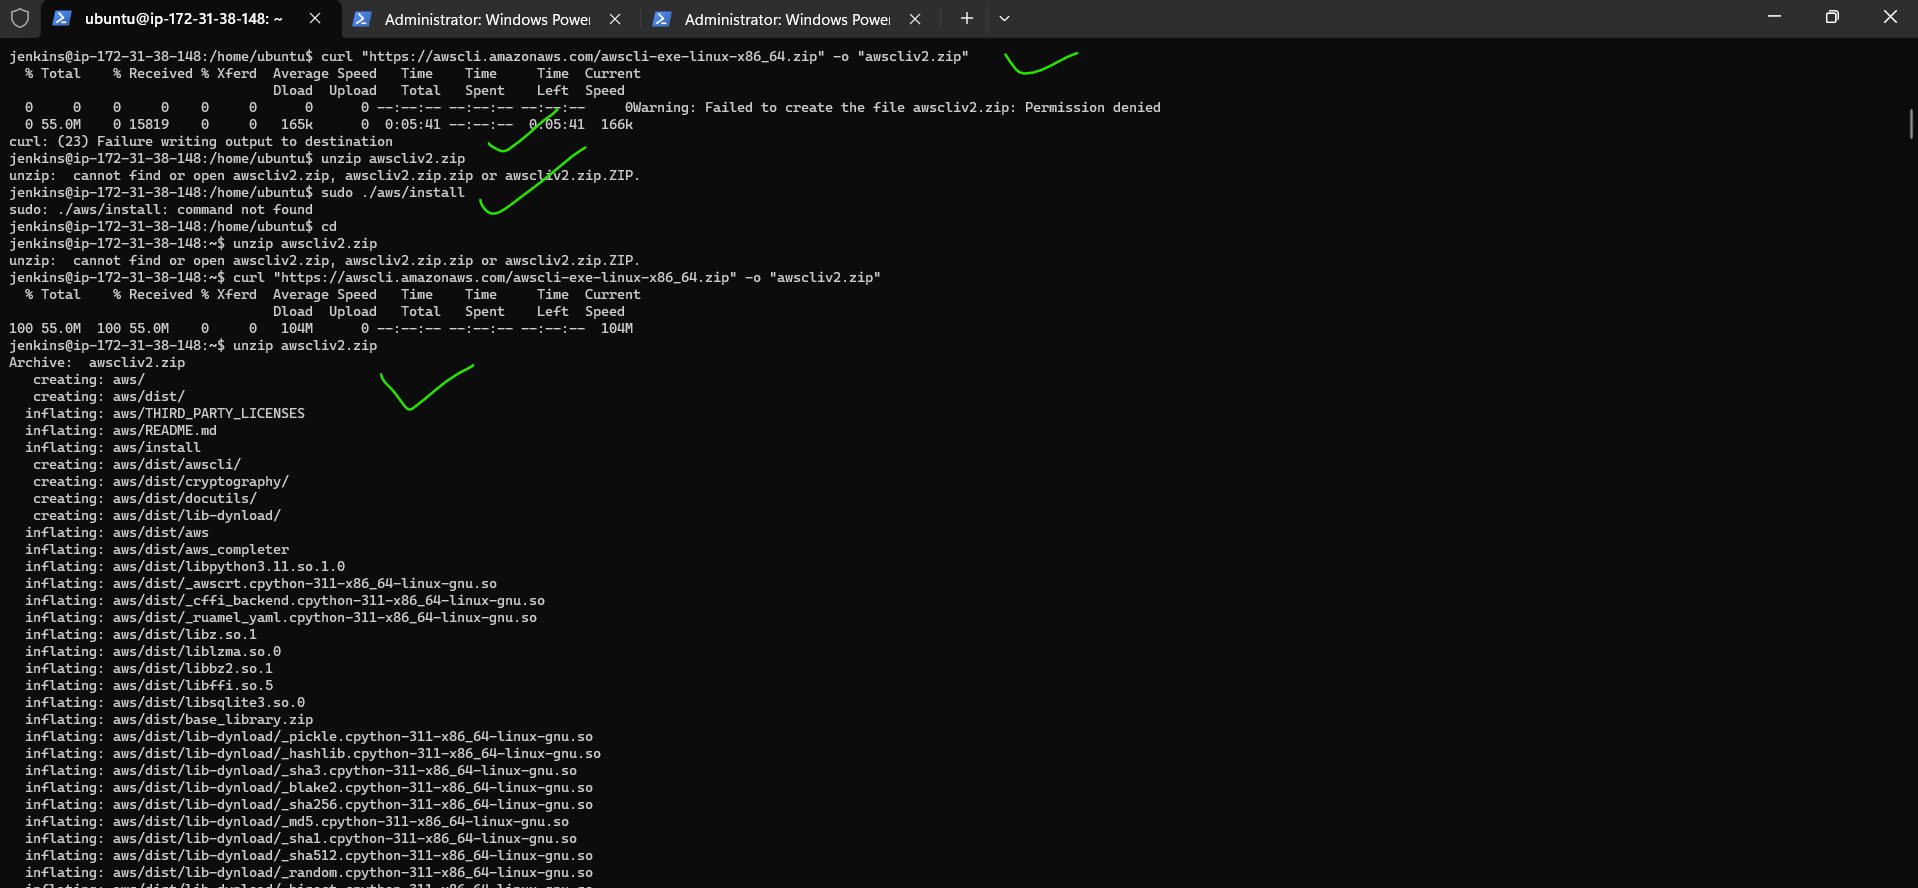 ubuntu@ip-172-31-38-148: ~
Administrator: Windows Power
Administrator: Windows Power
jenkins@ip-172-31-38-148:/home/ubuntu$ curl "https://awscli.amazonaws.com/awscli-exe-linux-x86_64.zip" -o "awscliv2.zip"
  % Total    % Received % Xferd  Average Speed   Time    Time     Time  Current
                                 Dload  Upload   Total   Spent    Left  Speed
  0     0    0     0    0     0      0      0 --:--:-- --:--:-- --:--:--     0Warning: Failed to create the file awscliv2.zip: Permission denied
  0 55.0M    0 15819    0     0   165k      0  0:05:41 --:--:--  0:05:41  166k
curl: (23) Failure writing output to destination
jenkins@ip-172-31-38-148:/home/ubuntu$ unzip awscliv2.zip
unzip:  cannot find or open awscliv2.zip, awscliv2.zip.zip or awscliv2.zip.ZIP.
jenkins@ip-172-31-38-148:/home/ubuntu$ sudo ./aws/install
sudo: ./aws/install: command not found
jenkins@ip-172-31-38-148:/home/ubuntu$ cd
jenkins@ip-172-31-38-148:~$ unzip awscliv2.zip
unzip:  cannot find or open awscliv2.zip, awscliv2.zip.zip or awscliv2.zip.ZIP.
jenkins@ip-172-31-38-148:~$ curl "https://awscli.amazonaws.com/awscli-exe-linux-x86_64.zip" -o "awscliv2.zip"
  % Total    % Received % Xferd  Average Speed   Time    Time     Time  Current
                                 Dload  Upload   Total   Spent    Left  Speed
100 55.0M  100 55.0M    0     0   104M      0 --:--:-- --:--:-- --:--:--  104M
jenkins@ip-172-31-38-148:~$ unzip awscliv2.zip
Archive:  awscliv2.zip
   creating: aws/
   creating: aws/dist/
  inflating: aws/THIRD_PARTY_LICENSES
  inflating: aws/README.md
  inflating: aws/install
   creating: aws/dist/awscli/
   creating: aws/dist/cryptography/
   creating: aws/dist/docutils/
   creating: aws/dist/lib-dynload/
  inflating: aws/dist/aws
  inflating: aws/dist/aws_completer
  inflating: aws/dist/libpython3.11.so.1.0
  inflating: aws/dist/_awscrt.cpython-311-x86_64-linux-gnu.so
  inflating: aws/dist/_cffi_backend.cpython-311-x86_64-linux-gnu.so
  inflating: aws/dist/_ruamel_yaml.cpython-311-x86_64-linux-gnu.so
  inflating: aws/dist/libz.so.1
  inflating: aws/dist/liblzma.so.0
  inflating: aws/dist/libbz2.so.1
  inflating: aws/dist/libffi.so.5
  inflating: aws/dist/libsqlite3.so.0
  inflating: aws/dist/base_library.zip
  inflating: aws/dist/lib-dynload/_pickle.cpython-311-x86_64-linux-gnu.so
  inflating: aws/dist/lib-dynload/_hashlib.cpython-311-x86_64-linux-gnu.so
  inflating: aws/dist/lib-dynload/_sha3.cpython-311-x86_64-linux-gnu.so
  inflating: aws/dist/lib-dynload/_blake2.cpython-311-x86_64-linux-gnu.so
  inflating: aws/dist/lib-dynload/_sha256.cpython-311-x86_64-linux-gnu.so
  inflating: aws/dist/lib-dynload/_md5.cpython-311-x86_64-linux-gnu.so
  inflating: aws/dist/lib-dynload/_sha1.cpython-311-x86_64-linux-gnu.so
  inflating: aws/dist/lib-dynload/_sha512.cpython-311-x86_64-linux-gnu.so
  inflating: aws/dist/lib-dynload/_random.cpython-311-x86_64-linux-gnu.so